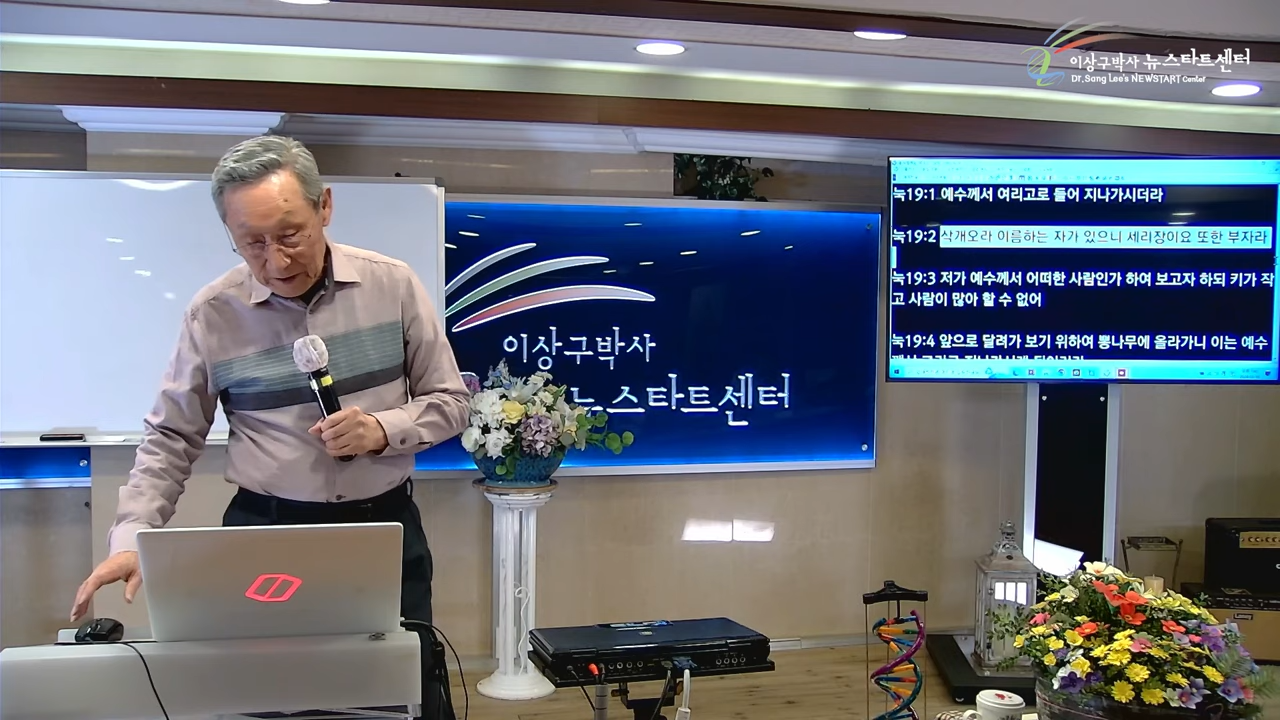 이상구박사 뉴스타트센터
Dr. Sang Lee's NEWSTART Center
눅19:1 예수께서 여리고로 들어 지나가시더라
눅19:2 삭개오라 이름하는 자가 있으니 세리장이요 또한 부자라
눅19:3 저가 예수께서 어떠한 사람인가 하여 보고자 하되 키가 작
고 사람이 많아 할 수 없어
눅19:4 앞으로 달려가 보기 위하여 뽕나무에 올라가니 이는 예수
이상구박사
뉴스타트센터